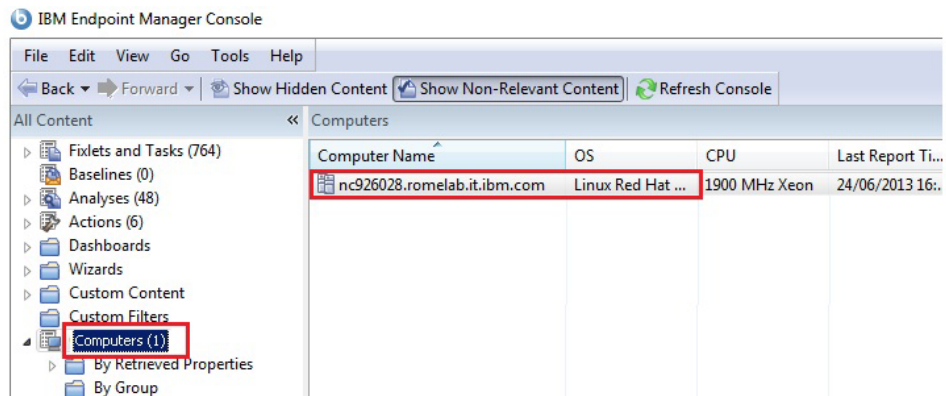 IBM Endpoint Manager Console
File Edit View Go Tools Help
Back Forward Show Hidden Content Show Non-Relevant Content Refresh Console
All Content « Computers
Fixlets and Tasks (764)
Baselines (0)
Analyses (48)
Actions (6)
Dashboards
Wizards
Custom Content
Custom Filters
Computers (1)
By Retrieved Properties
By Group
Computer Name OS CPU Last Report Ti...
nc926028.romelab.it.ibm.com Linux Red Hat ... 1900 MHz Xeon 24/06/2013 16:..